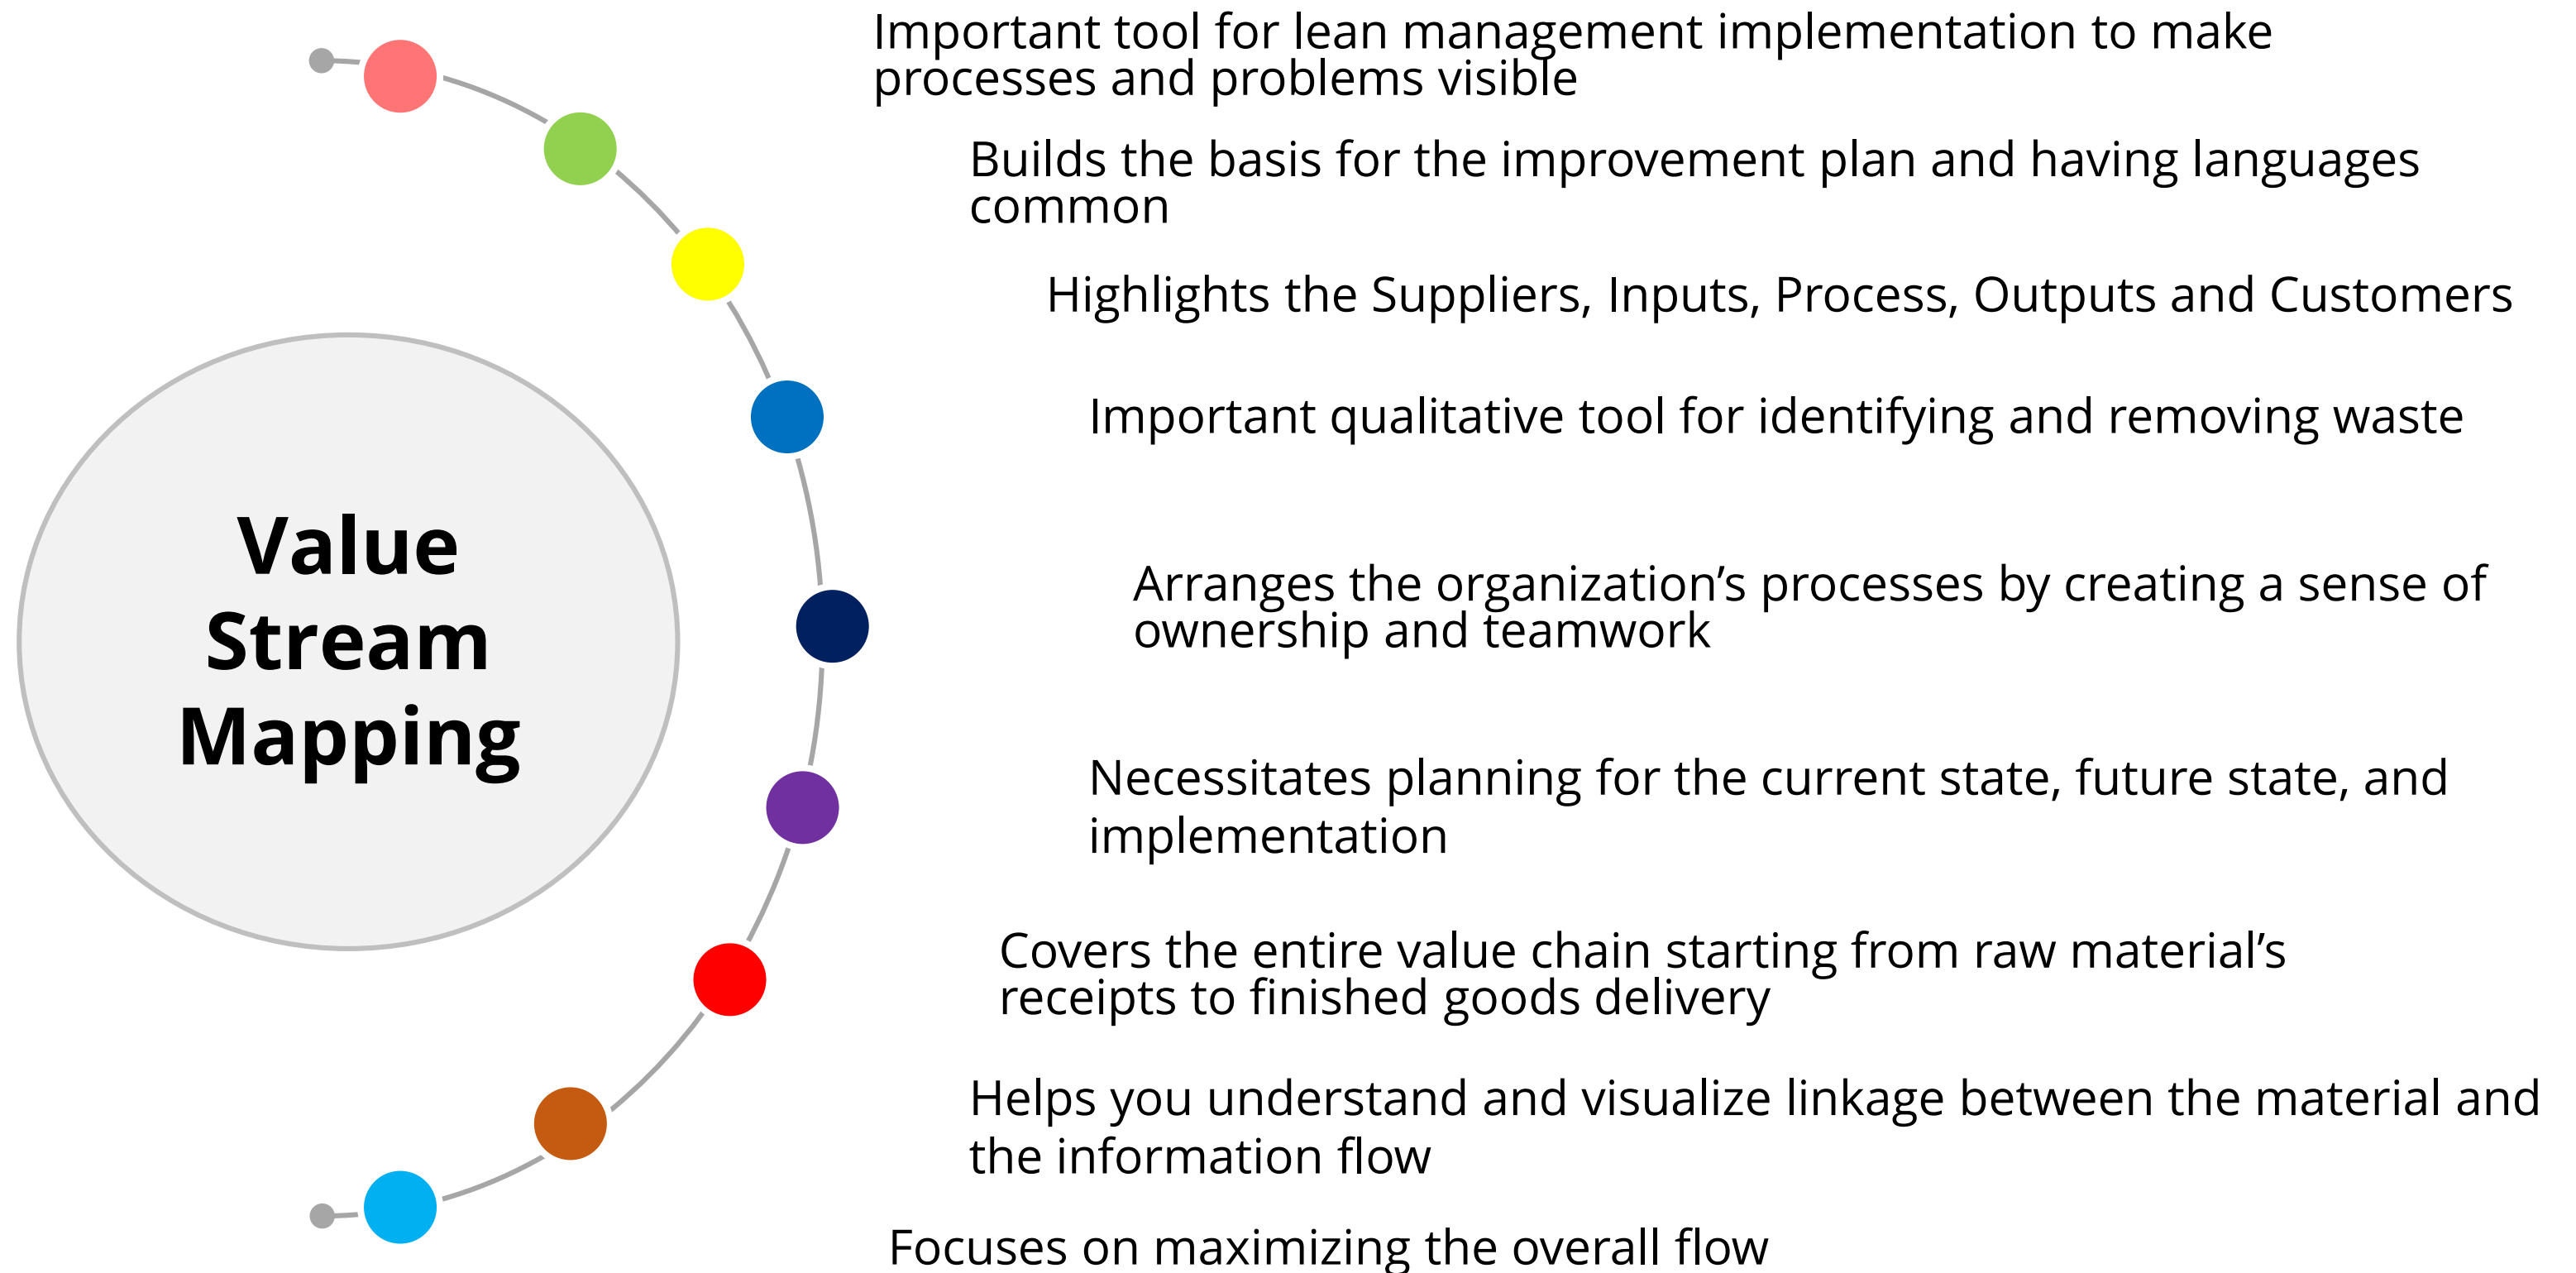 Value
Stream
Mapping
Important tool for lean management implementation to make
processes and problems visible
Builds the basis for the improvement plan and having languages
common
Highlights the Suppliers, Inputs, Process, Outputs and Customers
Important qualitative tool for identifying and removing waste
Arranges the organization’s processes by creating a sense of
ownership and teamwork
Necessitates planning for the current state, future state, and
implementation
Covers the entire value chain starting from raw material’s
receipts to finished goods delivery
Helps you understand and visualize linkage between the material and
the information flow
Focuses on maximizing the overall flow